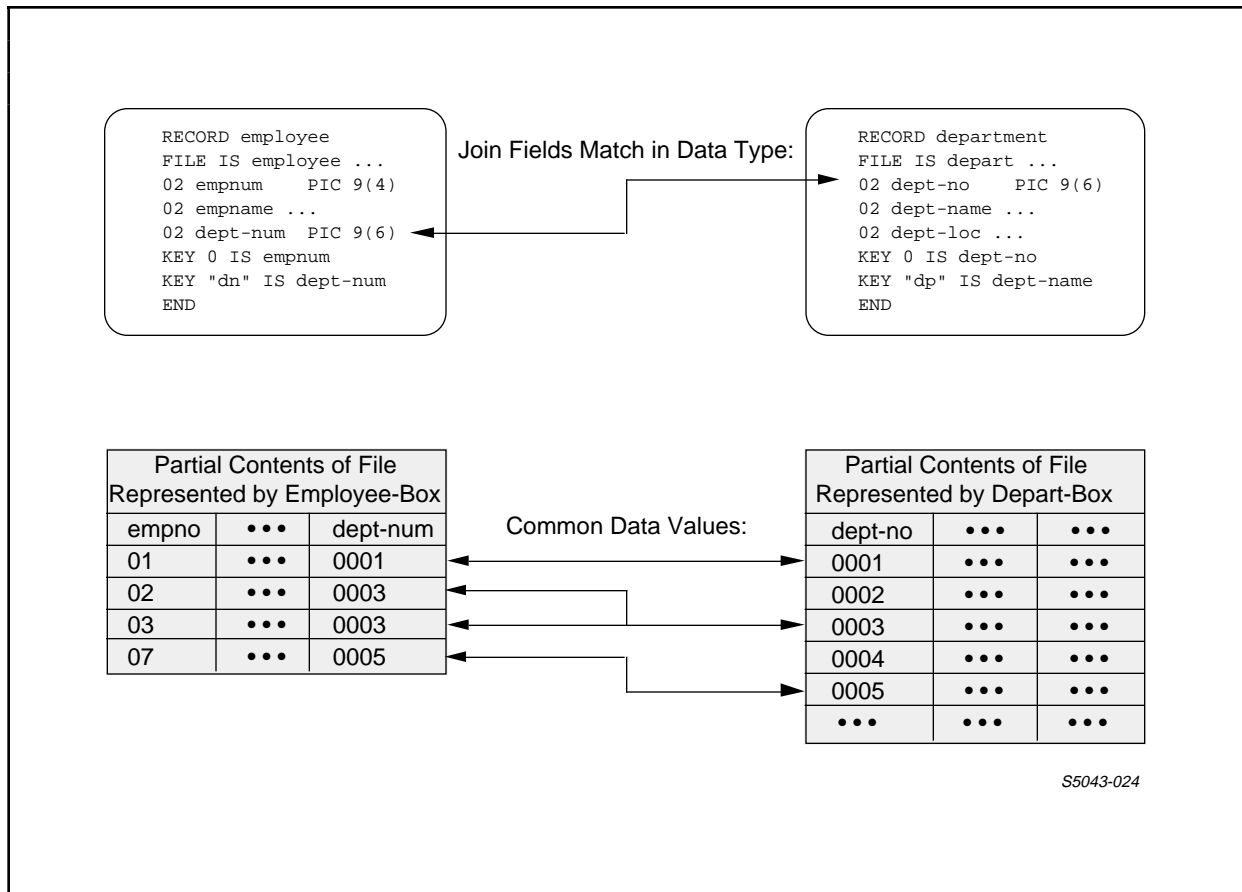 RECORD employee
FILE IS employee ...
02 empnum PIC 9(4)
02 empname ...
02 dept-num PIC 9(6)
KEY 0 IS empnum
KEY "dn" IS dept-num
END
Join Fields Match in Data Type:
RECORD department
FILE IS depart ...
02 dept-no PIC 9(6)
02 dept-name ...
02 dept-loc ...
KEY 0 IS dept-no
KEY "dp" IS dept-name
END
Partial Contents of File
Represented by Employee-Box
empno ••• dept-num
01 ••• 0001
02 ••• 0003
03 ••• 0003
07 ••• 0005
Common Data Values:
Partial Contents of File
Represented by Depart-Box
dept-no ••• •••
0001 ••• •••
0002 ••• •••
0003 ••• •••
0004 ••• •••
0005 ••• •••
••• ••• •••
S5043-024